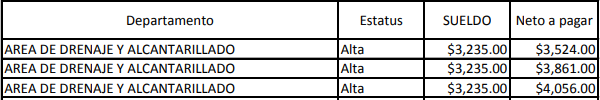 Departamento Estatus SUELDO Neto a pagar
AREA DE DRENAJE Y ALCANTARILLADO Alta $3,235.00 $3,524.00
AREA DE DRENAJE Y ALCANTARILLADO Alta $3,235.00 $3,861.00
AREA DE DRENAJE Y ALCANTARILLADO Alta $3,235.00 $4,056.00